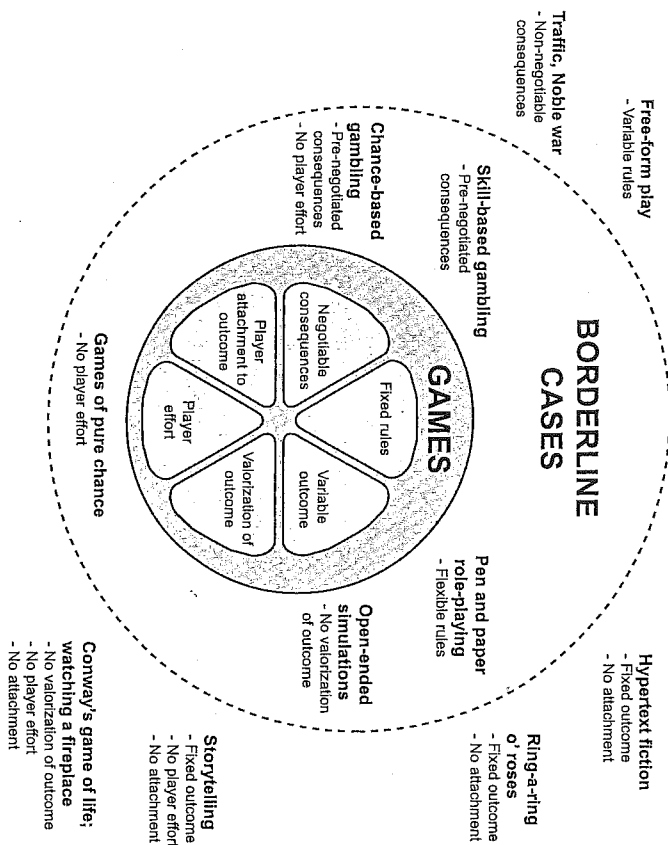 Free-form play
- Variable rules
Hypertext fiction
- Fixed outcome
- No attachment
BORDERLINE
CASES
Traffic, Noble war
- Non-negotiable
consequences
Ring-a-ring
o' roses
- Fixed outcome
- No attachment
Skill-based gambling
- Pre-negotiated
consequences
Pen and paper
role-playing
- Flexible rules
GAMES
Fixed rules
Negotiable
consequences
Variable
outcome
Chance-based
gambling
- Pre-negotiated
consequences
- No player effort
Open-ended
simulations
- No valorization
of outcome
Player
attachment to
outcome
Valorization of
outcome
Player
effort
Storytelling
- Fixed outcome
- No player effort
- No attachment
Games of pure chance
- No player effort
Conway's game of life;
watching a fireplace
- No valorization of outcome
- No player effort
- No attachment